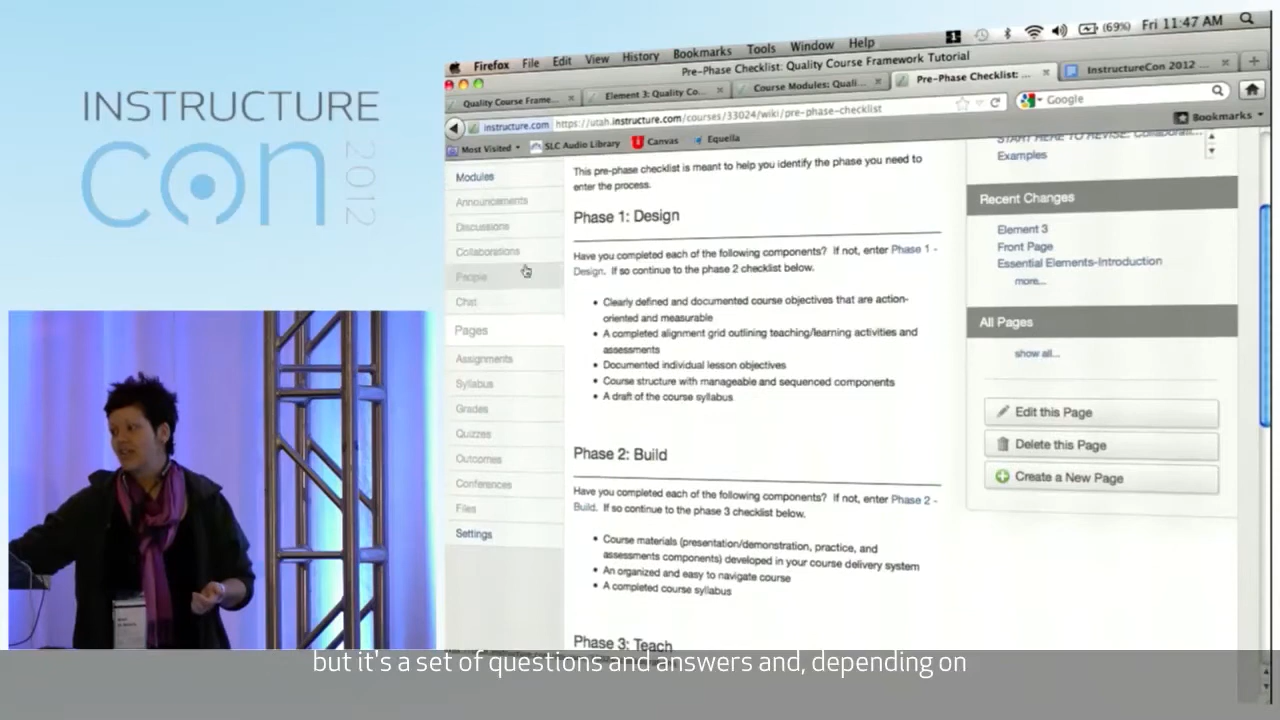 INSTRUCTURE
con 2012
Firefox File Edit View History Bookmarks Tools Window Help
(69%) Fri 11:47 AM
Pre-Phase Checklist: Quality Course Framework Tutorial
Quality Course Frame...
Element 3: Quality Co...
Course Modules: Quali...
Pre-Phase Checklist: ...
InstructureCon 2012 ...
instructure.com https://utah.instructure.com/courses/33024/wiki/pre-phase-checklist
Google
Most Visited
SLC Audio Library
Canvas
Equella
Bookmarks
Modules
Announcements
Discussions
Collaborations
People
Chat
Pages
Assignments
Syllabus
Grades
Quizzes
Outcomes
Conferences
Files
Settings
This pre-phase checklist is meant to help you identify the phase you need to
enter the process.
Phase 1: Design
Have you completed each of the following components? If not, enter Phase 1 -
Design. If so continue to the phase 2 checklist below.
Clearly defined and documented course objectives that are action-
oriented and measurable
A completed alignment grid outlining teaching/learning activities and
assessments
Documented individual lesson objectives
Course structure with manageable and sequenced components
A draft of the course syllabus
Phase 2: Build
Have you completed each of the following components? If not, enter Phase 2 -
Build. If so continue to the phase 3 checklist below.
Course materials (presentation/demonstration, practice, and
assessments components) developed in your course delivery system
An organized and easy to navigate course
A completed course syllabus
Phase 3: Teach
START HERE TO REVISE: Collaborati...
Examples
Recent Changes
Element 3
Front Page
Essential Elements-Introduction
more...
All Pages
show all...
Edit this Page
Delete this Page
Create a New Page
but it's a set of questions and answers and, depending on